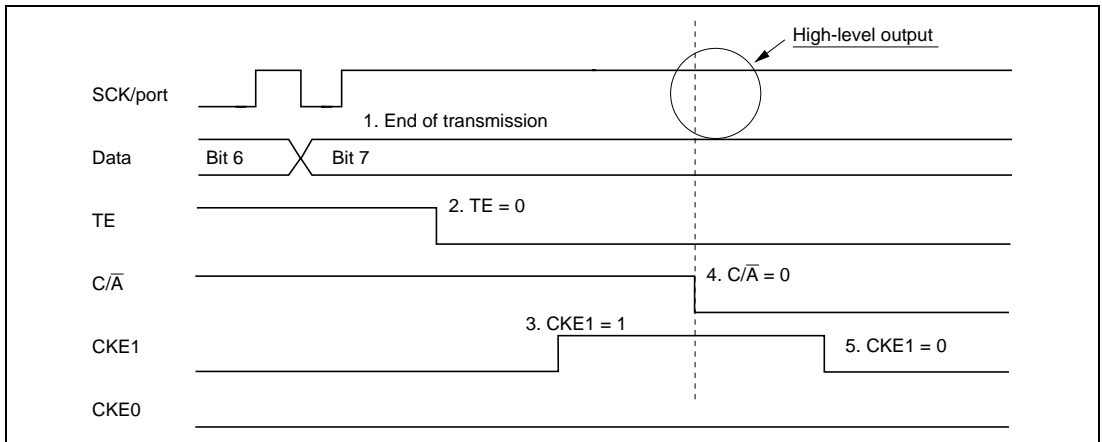 High-level output
SCK/port
1. End of transmission
Data
Bit 6
Bit 7
TE
2. TE = 0
C/A̅
4. C/A̅ = 0
3. CKE1 = 1
CKE1
5. CKE1 = 0
CKE0